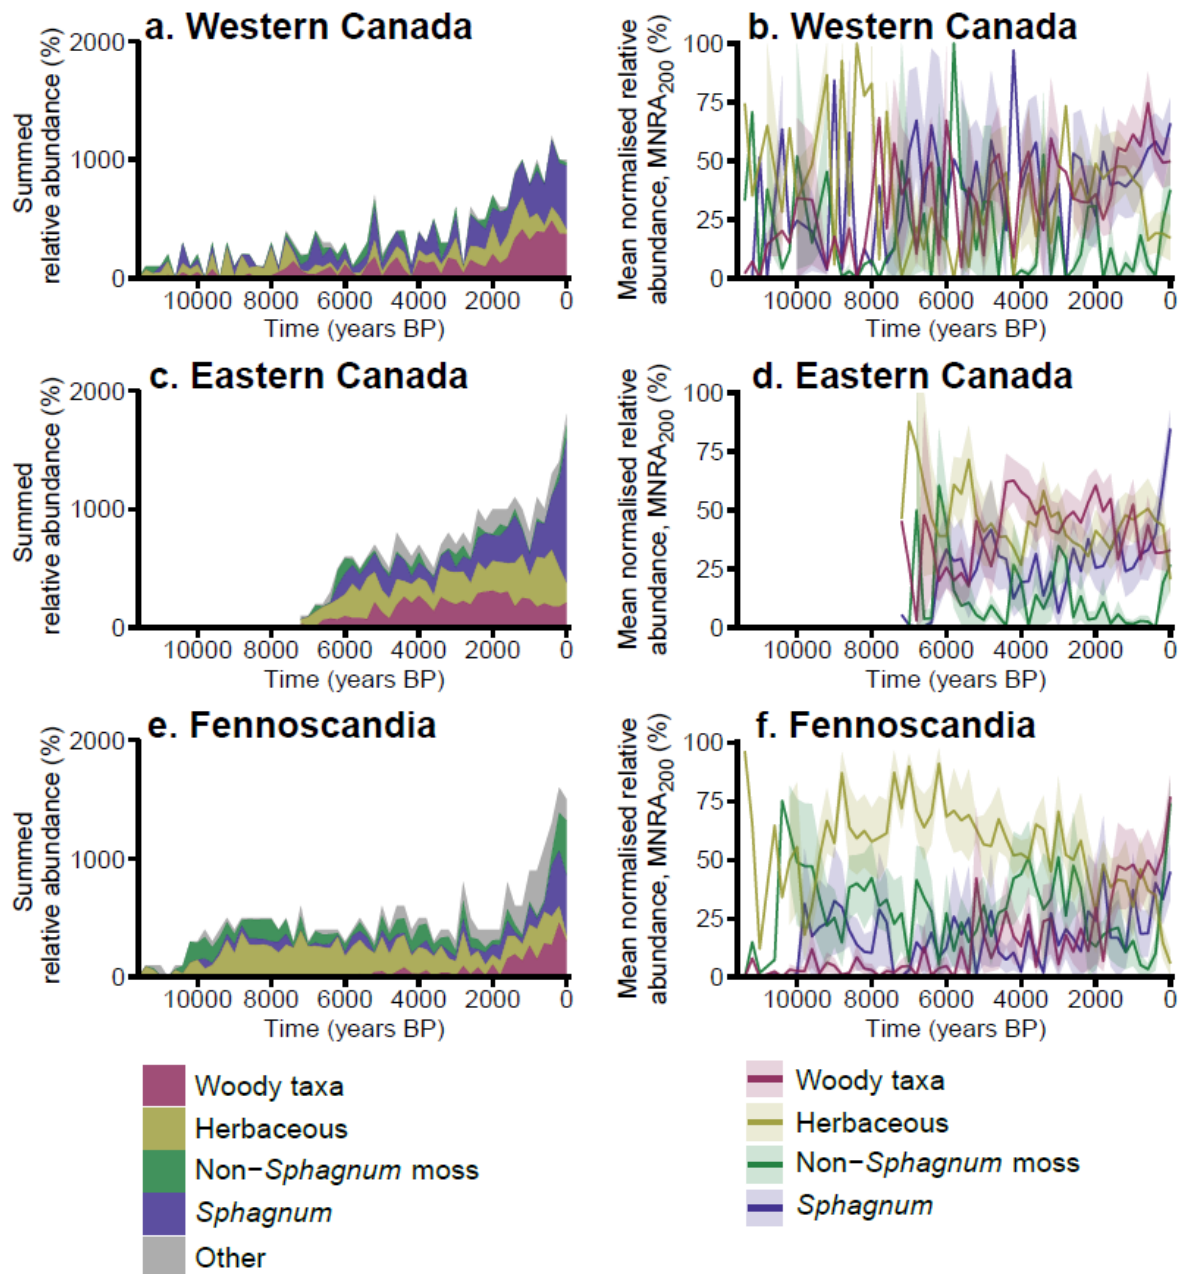 a. Western Canada
Summed
relative abundance (%)
2000
1000
0
10000 8000 6000 4000 2000 0
Time (years BP)
b. Western Canada
Mean normalised relative
abundance, MNRA200 (%)
100
75
50
25
0
10000 8000 6000 4000 2000 0
Time (years BP)
c. Eastern Canada
Summed
relative abundance (%)
2000
1000
0
10000 8000 6000 4000 2000 0
Time (years BP)
d. Eastern Canada
Mean normalised relative
abundance, MNRA200 (%)
100
75
50
25
0
10000 8000 6000 4000 2000 0
Time (years BP)
e. Fennoscandia
Summed
relative abundance (%)
2000
1000
0
10000 8000 6000 4000 2000 0
Time (years BP)
f. Fennoscandia
Mean normalised relative
abundance, MNRA200 (%)
100
75
50
25
0
10000 8000 6000 4000 2000 0
Time (years BP)
Woody taxa
Herbaceous
Non−Sphagnum moss
Sphagnum
Other
Woody taxa
Herbaceous
Non−Sphagnum moss
Sphagnum